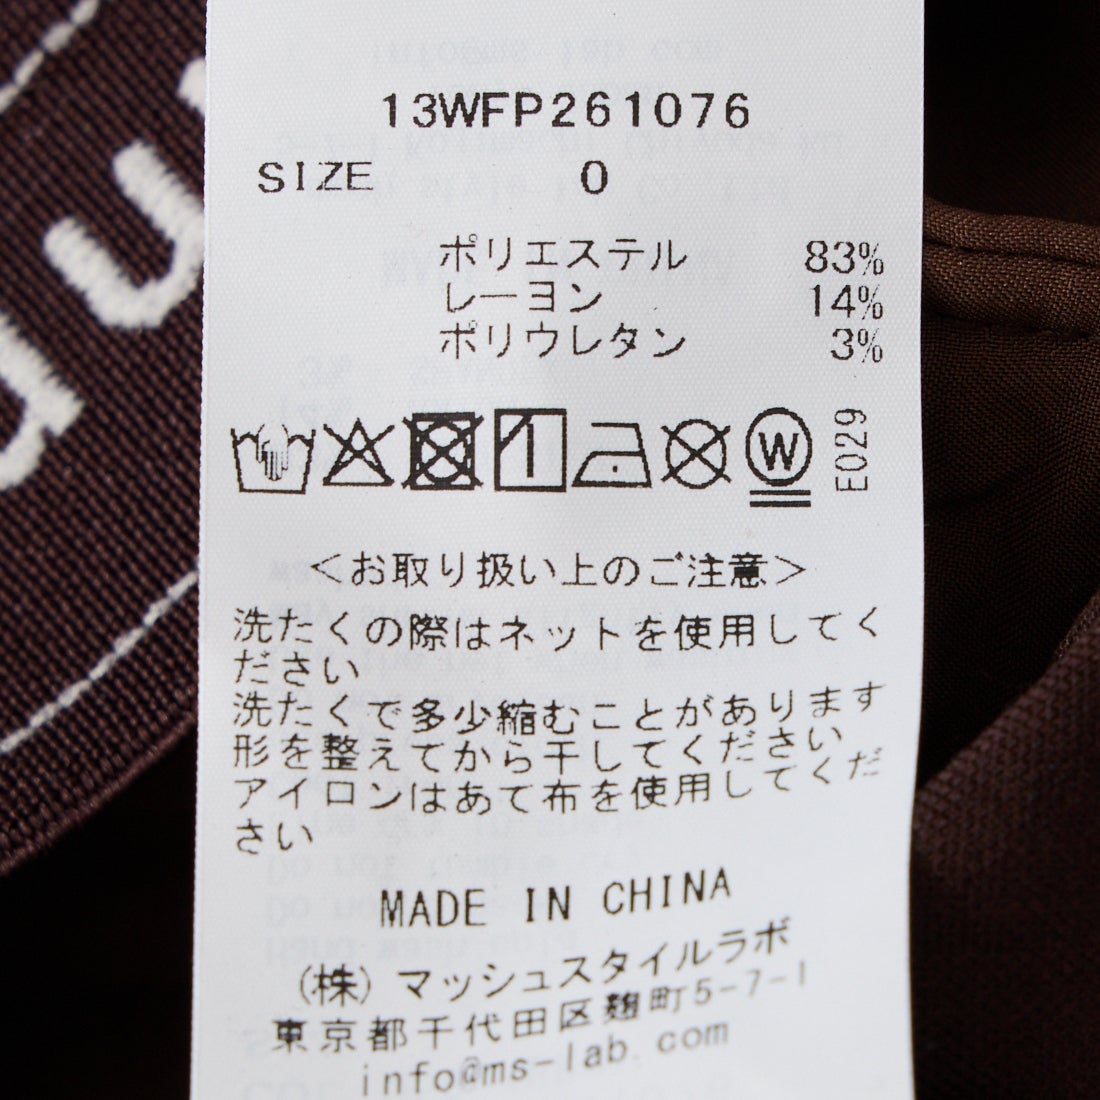 13WFP261076
SIZE 0
ポリエステル 83%
レーヨン 14%
ポリウレタン 3%
W E029
<お取り扱い上のご注意>
洗たくの際はネットを使用してく
ださい
洗たくで多少縮むことがあります
形を整えてから干してください
アイロンはあて布を使用してくだ
さい
MADE IN CHINA
(株)マッシュスタイルラボ
東京都千代田区麹町5-7-1
info@ms-lab.com